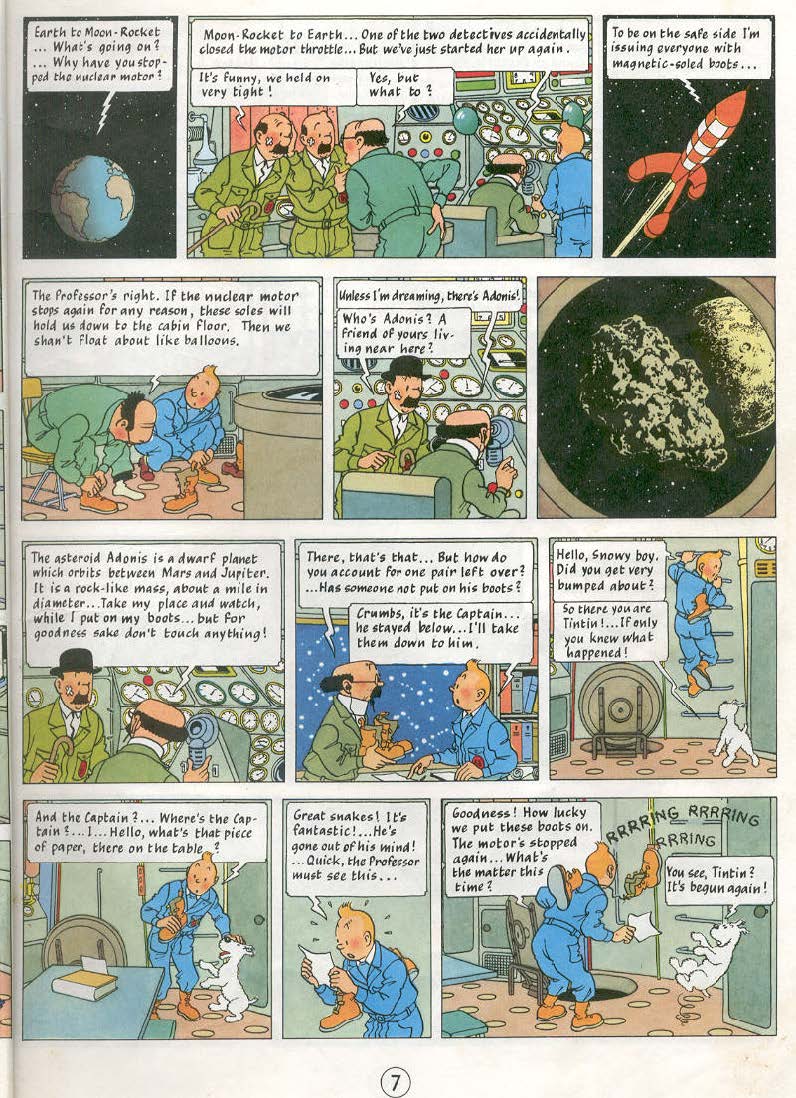 Earth to Moon-Rocket
... What's going on?
... Why have you stop-
ped the nuclear motor?
Moon-Rocket to Earth... One of the two detectives accidentally
closed the motor throttle... But we've just started her up again.
It's funny, we held on
very tight!
Yes, but
what to?
To be on the safe side I'm
issuing everyone with
magnetic-soled boots...
The Professor's right. If the nuclear motor
stops again for any reason, these soles will
hold us down to the cabin floor. Then we
shan't float about like balloons.
Unless I'm dreaming, there's Adonis!
Who's Adonis? A
friend of yours liv-
ing near here?
The asteroid Adonis is a dwarf planet
which orbits between Mars and Jupiter.
It is a rock-like mass, about a mile in
diameter... Take my place and watch,
while I put on my boots... but for
goodness sake don't touch anything!
There, that's that... But how do
you account for one pair left over?
...Has someone not put on his boots?
Crumbs, it's the Captain...
he stayed below... I'll take
them down to him.
Hello, Snowy boy.
Did you get very
bumped about?
So there you are
Tintin!... If only
you knew what
happened!
And the Captain?... Where's the Cap-
tain?... I... Hello, what's that piece
of paper, there on the table?
Great snakes! It's
fantastic!... He's
gone out of his mind!
... Quick, the Professor
must see this...
Goodness! How lucky
we put these boots on.
The motor's stopped
again... What's
the matter this
time?
RRRRING RRRRING
RRRING
You see, Tintin?
It's begun again!
7